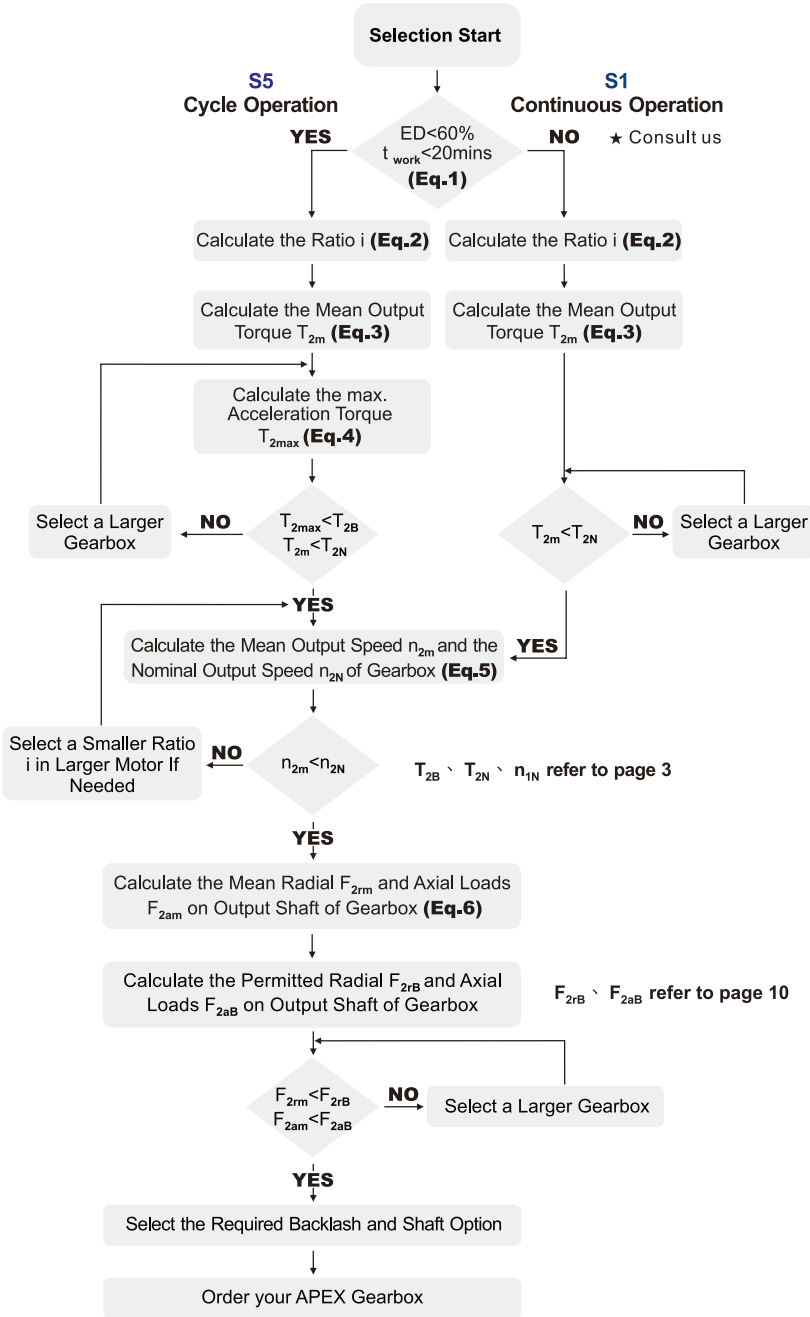 Selection Start
S5
Cycle Operation
S1
Continuous Operation
YES
ED<60%
t work<20mins
(Eq.1)
NO
★ Consult us
Calculate the Ratio i (Eq.2)
Calculate the Ratio i (Eq.2)
Calculate the Mean Output
Torque T2m (Eq.3)
Calculate the Mean Output
Torque T2m (Eq.3)
Calculate the max.
Acceleration Torque
T2max (Eq.4)
Select a Larger
Gearbox
NO
T2max<T2B
T2m<T2N
T2m<T2N
NO
Select a Larger
Gearbox
YES
Calculate the Mean Output Speed n2m and the
Nominal Output Speed n2N of Gearbox (Eq.5)
YES
Select a Smaller Ratio
i in Larger Motor If
Needed
NO
n2m<n2N
T2B、T2N、n1N refer to page 3
YES
Calculate the Mean Radial F2rm and Axial Loads
F2am on Output Shaft of Gearbox (Eq.6)
Calculate the Permitted Radial F2rB and Axial
Loads F2aB on Output Shaft of Gearbox
F2rB、F2aB refer to page 10
F2rm<F2rB
F2am<F2aB
NO
Select a Larger Gearbox
YES
Select the Required Backlash and Shaft Option
Order your APEX Gearbox